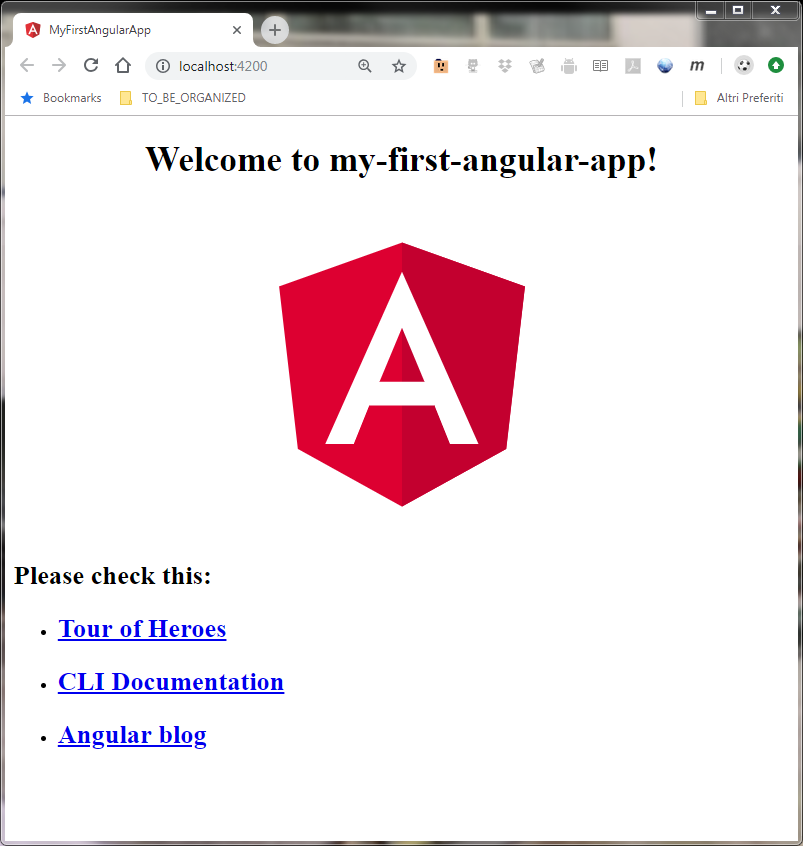 MyFirstAngularApp
localhost:4200
m
Bookmarks
TO_BE_ORGANIZED
Altri Preferiti
Welcome to my-first-angular-app!
A
Please check this:
Tour of Heroes
CLI Documentation
Angular blog